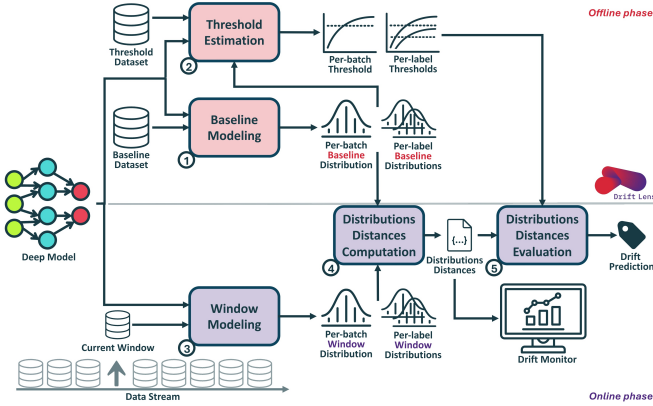 Offline phase
Threshold
Estimation
2
Threshold
Dataset
Per-batch
Threshold
Per-label
Thresholds
Baseline
Modeling
1
Baseline
Dataset
Per-batch
Baseline
Distribution
Per-label
Baseline
Distributions
Drift Lens
Deep Model
Distributions
Distances
Computation
4
{...}
Distributions
Distances
Distributions
Distances
Evaluation
5
Drift
Prediction
Window
Modeling
3
Current Window
Per-batch
Window
Distribution
Per-label
Window
Distributions
Drift Monitor
Data Stream
Online phase